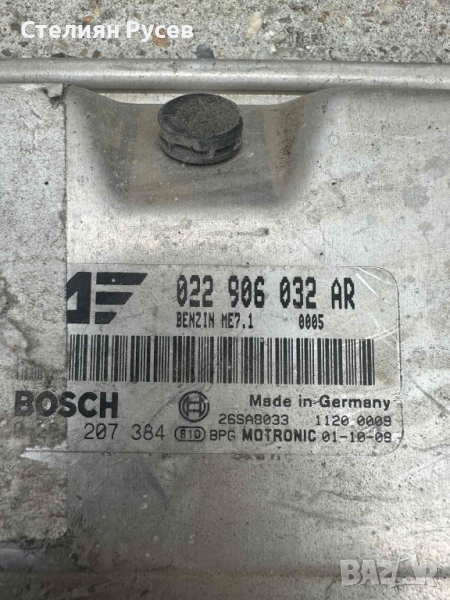 Стелиян Русев
022 906 032 AR
BENZIN ME7.1 0005
BOSCH Made in Germany
26SA8033 1120 0009
207 384 BPG MOTRONIC 01-10-09
BAZAR